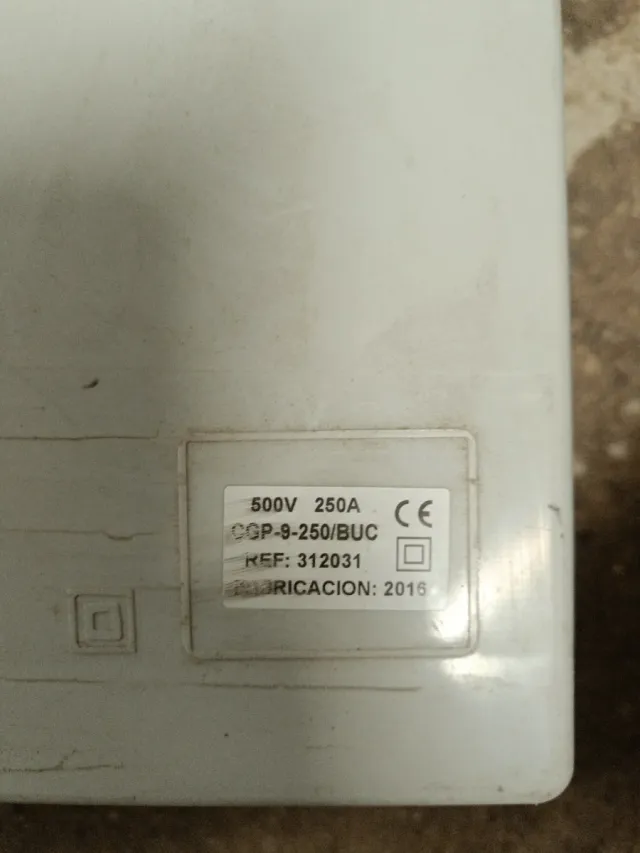 500V 250A CE
CGP-9-250/BUC
REF: 312031
FABRICACION: 2016